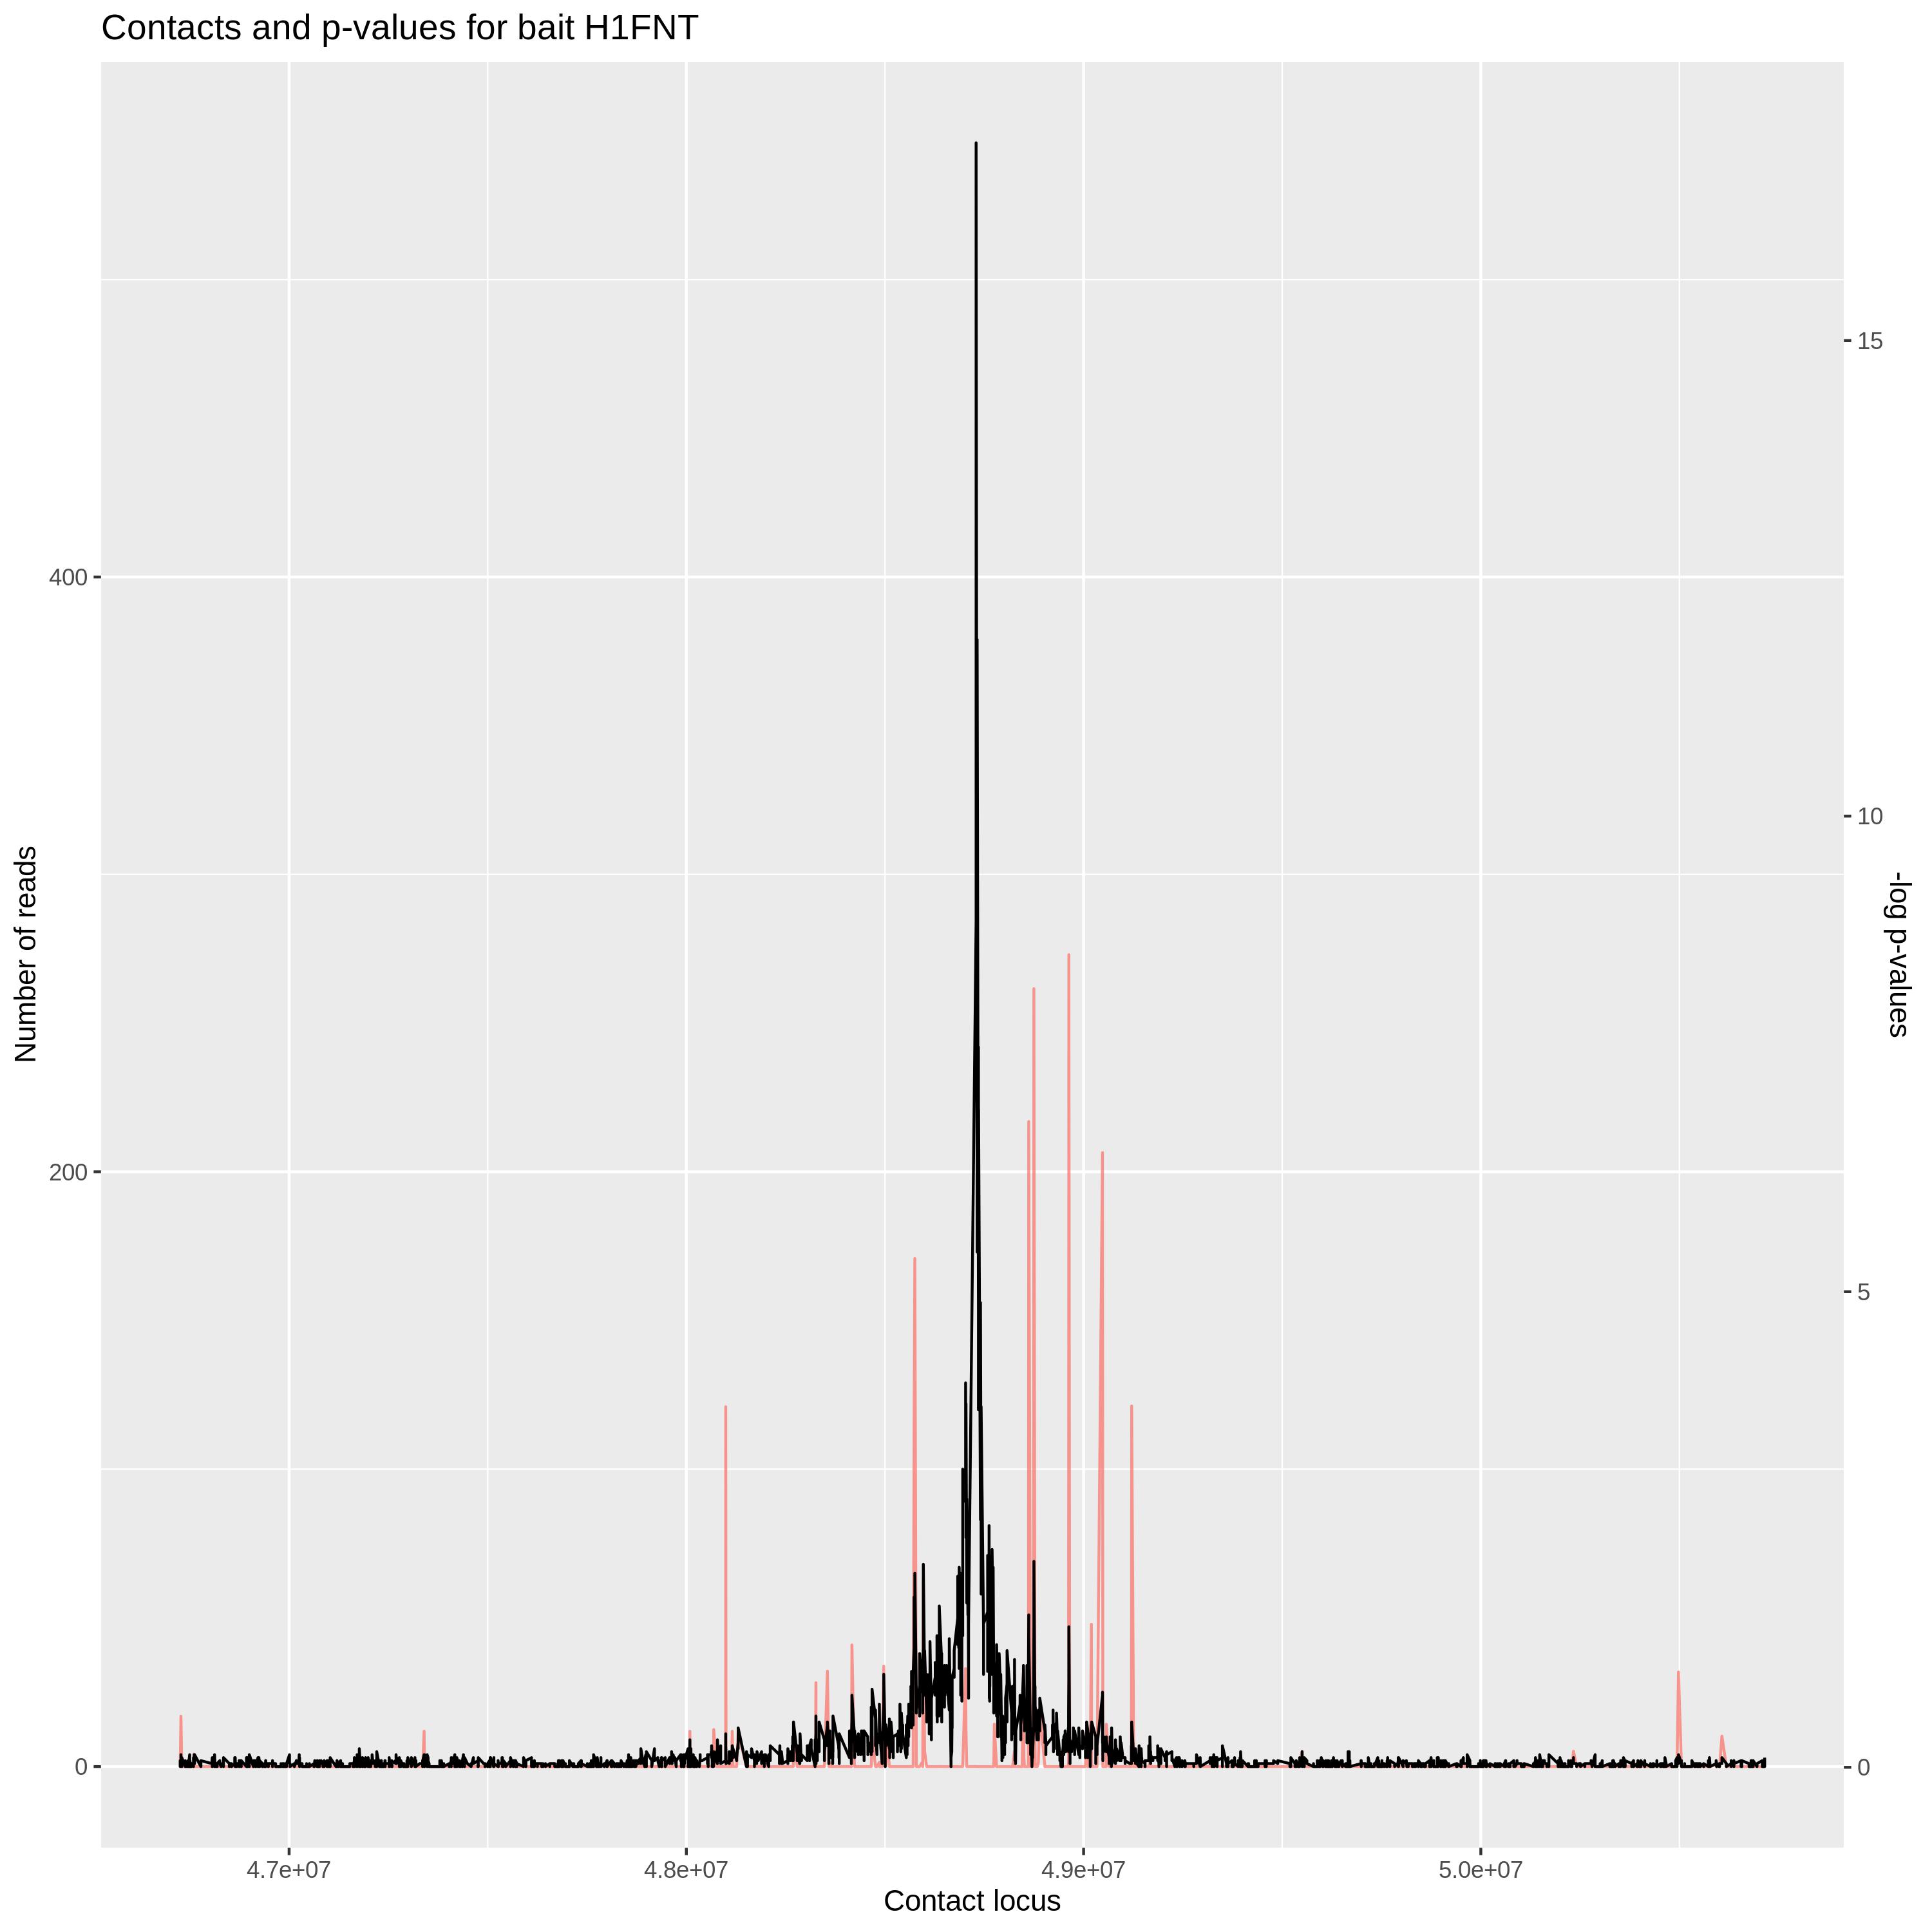 Contacts and p-values for bait H1FNT
Number of reads
400
200
0
15
10
5
0
-log p-values
4.7e+07
4.8e+07
4.9e+07
5.0e+07
Contact locus